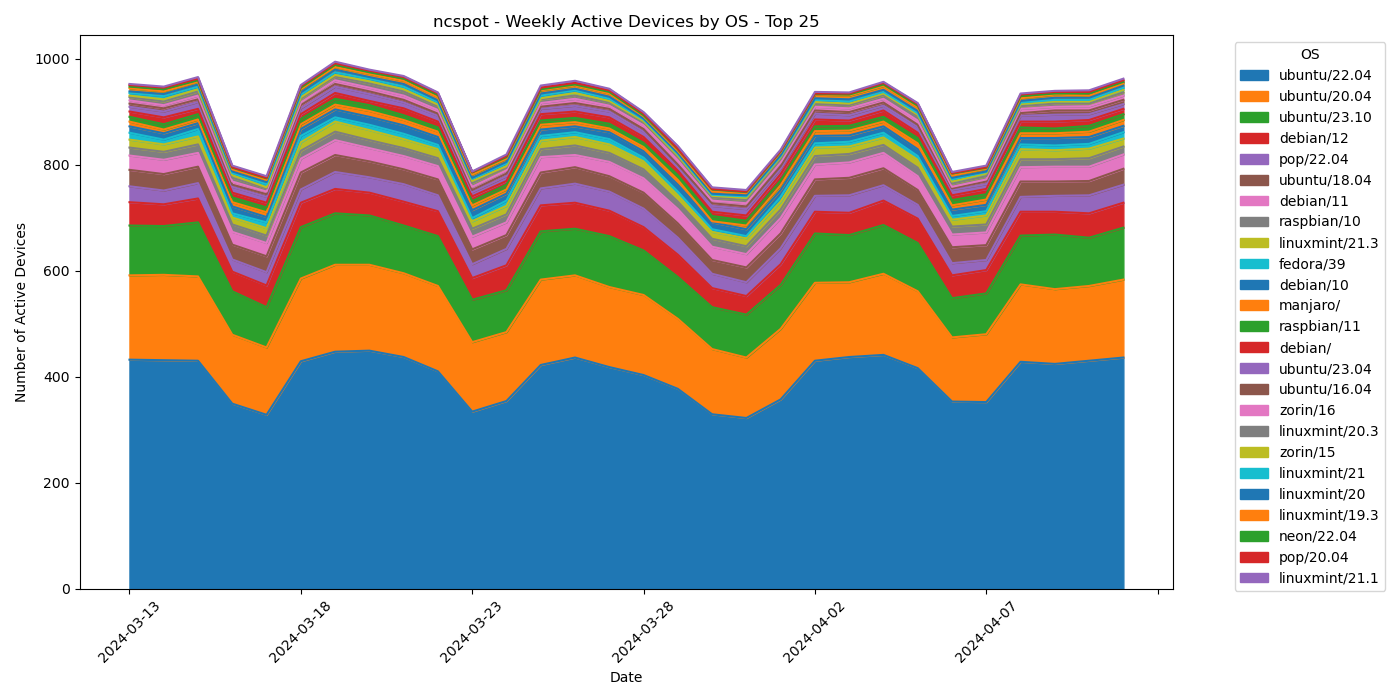 ncspot - Weekly Active Devices by OS - Top 25
Number of Active Devices
1000
800
600
400
200
0
2024-03-13
2024-03-18
2024-03-23
2024-03-28
2024-04-02
2024-04-07
Date
OS
ubuntu/22.04
ubuntu/20.04
ubuntu/23.10
debian/12
pop/22.04
ubuntu/18.04
debian/11
raspbian/10
linuxmint/21.3
fedora/39
debian/10
manjaro/
raspbian/11
debian/
ubuntu/23.04
ubuntu/16.04
zorin/16
linuxmint/20.3
zorin/15
linuxmint/21
linuxmint/20
linuxmint/19.3
neon/22.04
pop/20.04
linuxmint/21.1